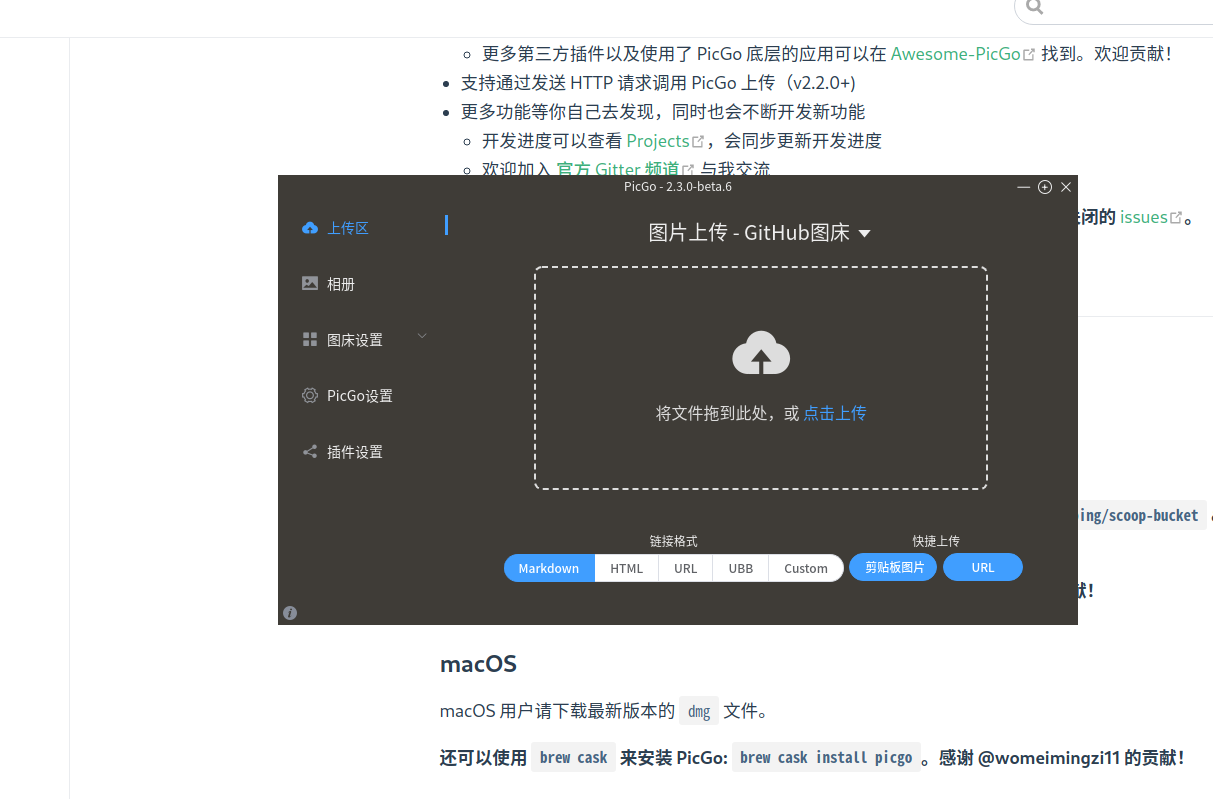 更多第三方插件以及使用了 PicGo 底层的应用可以在 Awesome-PicGo 找到。欢迎贡献！
支持通过发送 HTTP 请求调用 PicGo 上传（v2.2.0+)
更多功能等你自己去发现，同时也会不断开发新功能
开发进度可以查看 Projects，会同步更新开发进度
欢迎加入 官方 Gitter 频道 与我交流
PicGo - 2.3.0-beta.6
闭的 issues。
上传区
图片上传 - GitHub图床
相册
图床设置
PicGo设置
插件设置
将文件拖到此处，或 点击上传
ing/scoop-bucket
链接格式
快捷上传
Markdown HTML URL UBB Custom 剪贴板图片 URL
献！
macOS
macOS 用户请下载最新版本的 dmg 文件。
还可以使用 brew cask 来安装 PicGo: brew cask install picgo 。感谢 @womeimingzi11 的贡献！